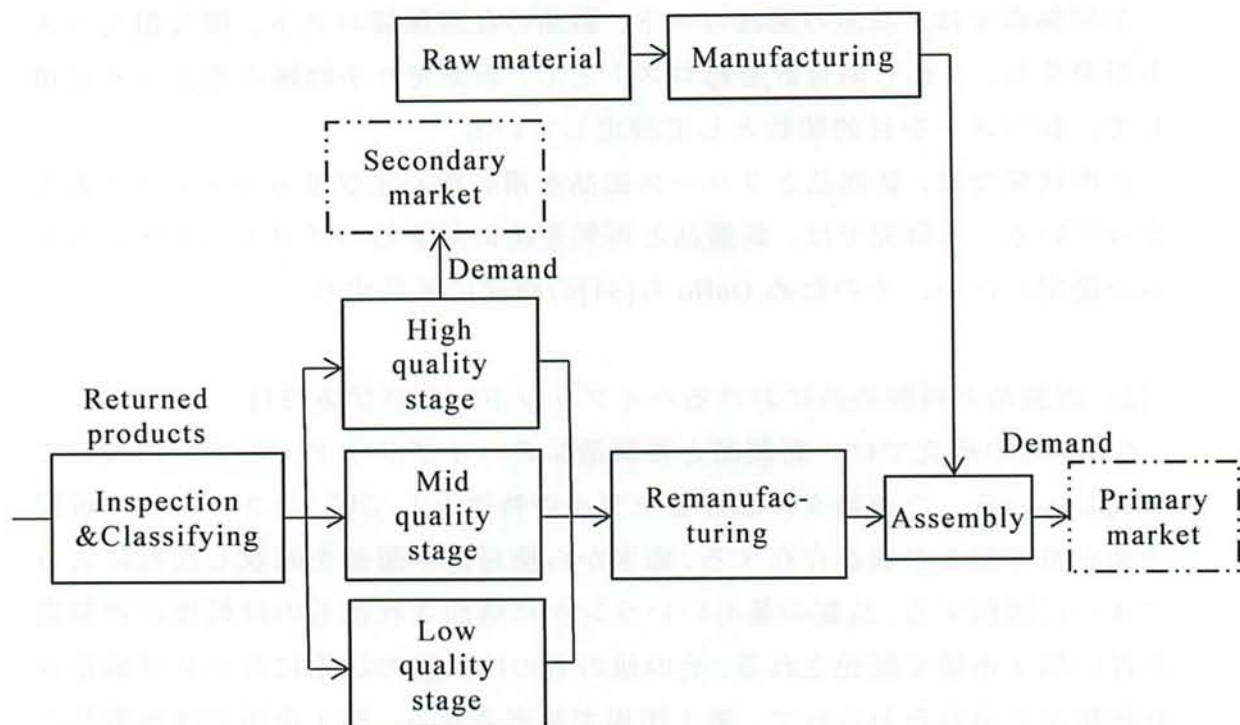 Raw material
Manufacturing
Secondary
market
Demand
High
quality
stage
Returned
products
Inspection
&Classifying
Mid
quality
stage
Low
quality
stage
Remanufac-
turing
Assembly
Demand
Primary
market